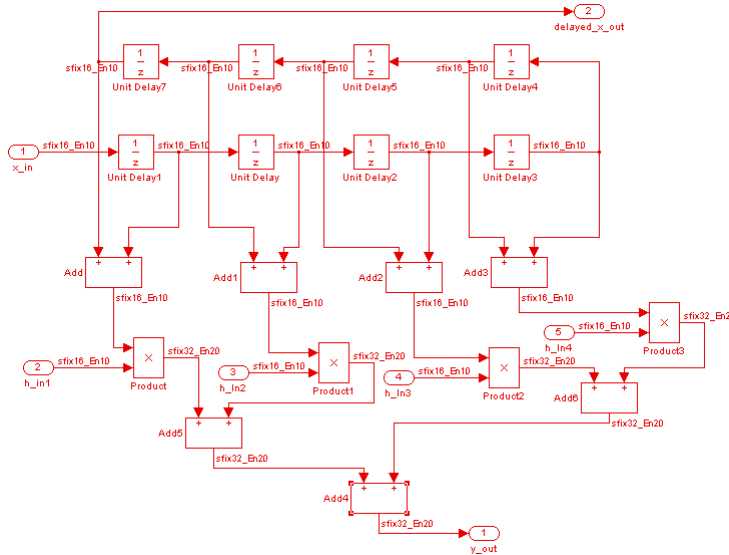 2
delayed_x_out
1
z
1
z
1
z
1
z
sfix16_En10
sfix16_En10
sfix16_En10
sfix16_En10
Unit Delay7
Unit Delay6
Unit Delay5
Unit Delay4
1
sfix16_En10
1
z
sfix16_En10
1
z
sfix16_En10
1
z
sfix16_En10
1
z
sfix16_En10
x_in
Unit Delay1
Unit Delay
Unit Delay2
Unit Delay3
+ +
+ +
+ +
+ +
Add
Add1
Add2
Add3
sfix16_En10
sfix16_En10
sfix16_En10
sfix16_En10
×
sfix32_En2
5
sfix16_En10
h_In4
Product3
2
sfix16_En10
h_in1
×
sfix32_En20
Product
3
sfix16_En10
h_In2
×
sfix32_En20
Product1
4
sfix16_En10
h_In3
×
sfix32_En20
Product2
+ +
Add6
sfix32_En20
+ +
Add5
sfix32_En20
+ +
Add4
sfix32_En20
1
y_out